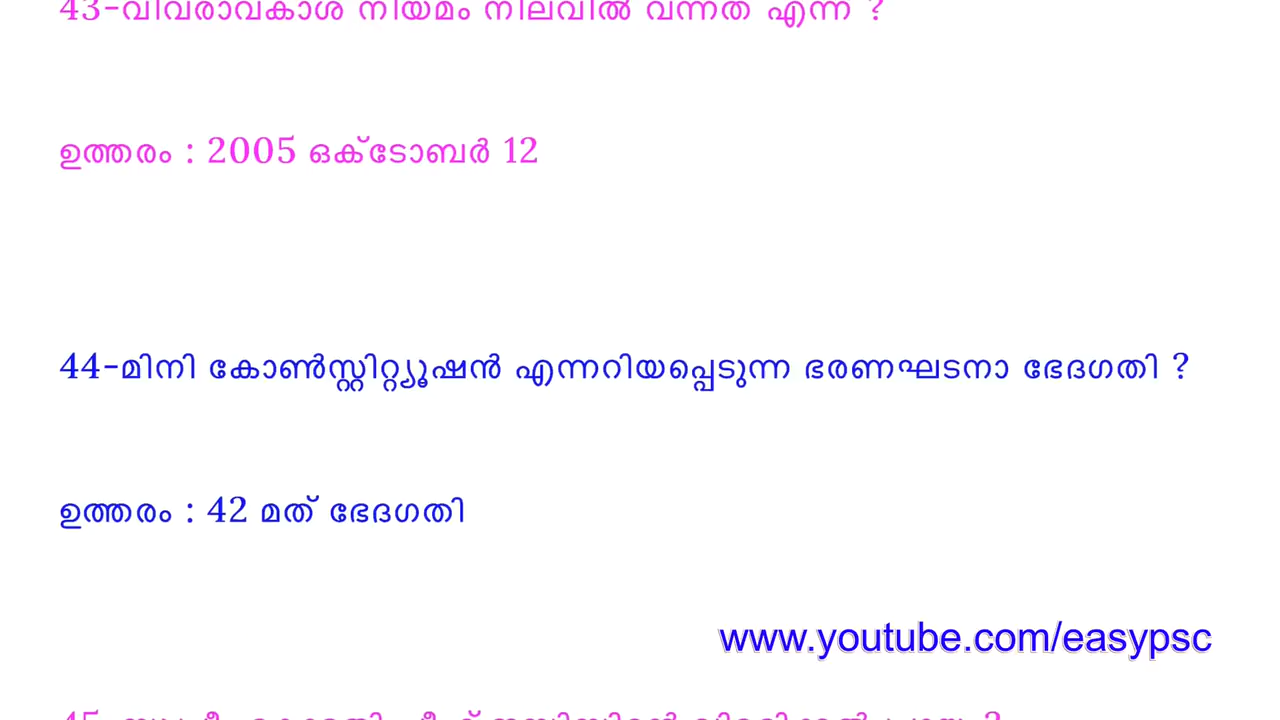 43-വിവരാവകാശ നിയമം നിലവിൽ വന്നത് എന്ന് ?
ഉത്തരം : 2005 ഒക്ടോബർ 12
44-മിനി കോൺസ്റ്റിറ്റ്യൂഷൻ എന്നറിയപ്പെടുന്ന ഭരണഘടനാ ഭേദഗതി ?
ഉത്തരം : 42 മത് ഭേദഗതി
www.youtube.com/easypsc